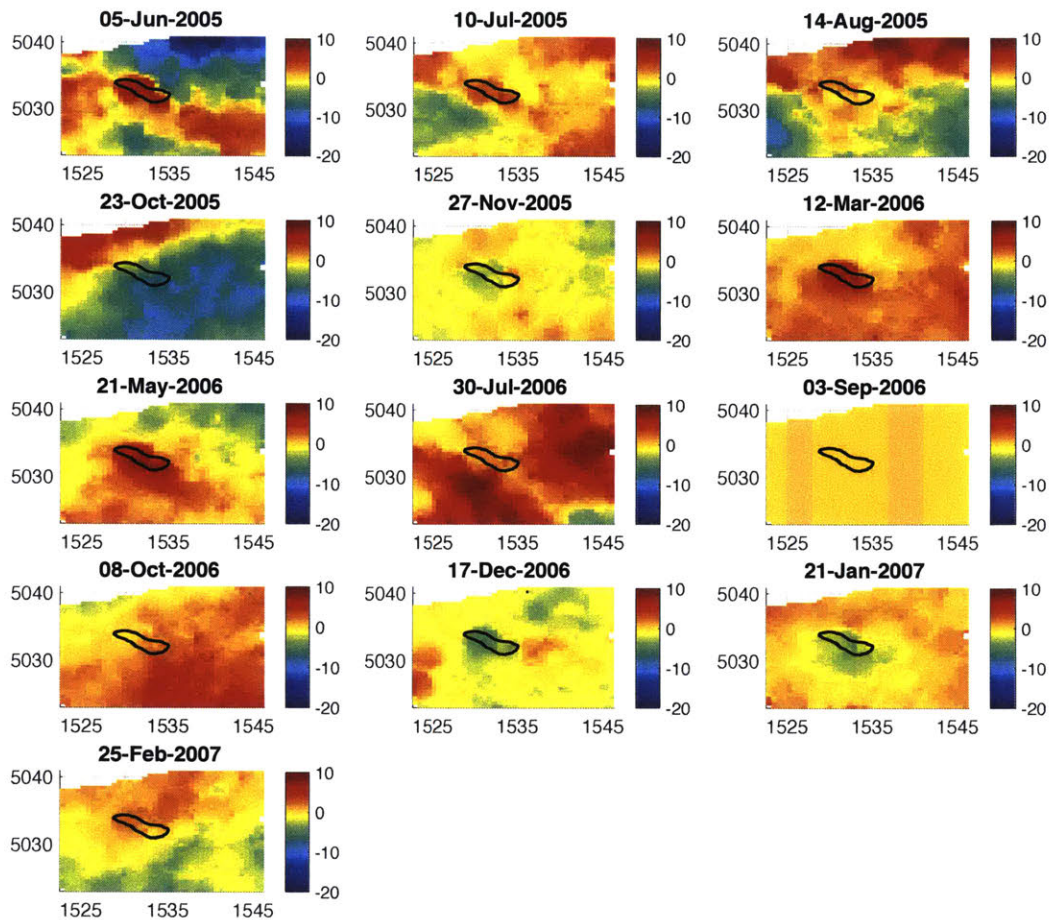 05-Jun-2005 10-Jul-2005 14-Aug-2005
5040 10 10 5040 10
0 0 0
5030 -10 5030 -10 5030 -10
-20 -20 -20
1525 1535 1545 1525 1535 1545 1525 1535 1545
23-Oct-2005 27-Nov-2005 12-Mar-2006
5040 10 5040 10 5040 10
0 0 0
5030 -10 5030 -10 5030 -10
-20 -20 -20
1525 1535 1545 1525 1535 1545 1525 1535 1545
21-May-2006 30-Jul-2006 03-Sep-2006
5040 10 5040 10 5040 10
0 0 0
5030 -10 5030 -10 5030 -10
-20 -20 -20
1525 1535 1545 1525 1535 1545 1525 1535 1545
08-Oct-2006 17-Dec-2006 21-Jan-2007
5040 10 5040 10 5040 10
0 0 0
5030 -10 5030 -10 5030 -10
-20 -20 -20
1525 1535 1545 1525 1535 1545 1525 1535 1545
25-Feb-2007
5040 10
0
5030 -10
-20
1525 1535 1545